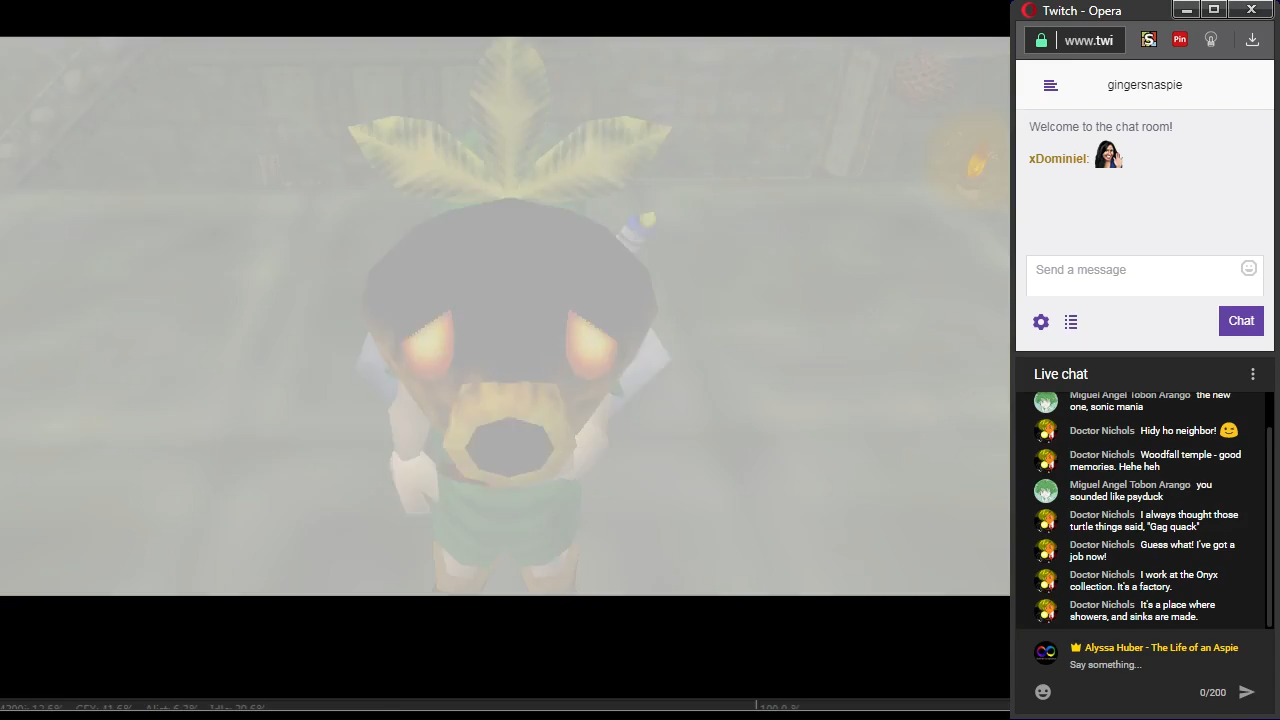 Twitch - Opera
www.twi
S
Pin
gingersnaspie
Welcome to the chat room!
xDominiel:
Send a message
Chat
Live chat
Miguel Angel Tobon Arango the new
one, sonic mania
Doctor Nichols Hidy ho neighbor!
Doctor Nichols Woodfall temple - good
memories. Hehe heh
Miguel Angel Tobon Arango you
sounded like psyduck
Doctor Nichols I always thought those
turtle things said, "Gag quack"
Doctor Nichols Guess what! I've got a
job now!
Doctor Nichols I work at the Onyx
collection. It's a factory.
Doctor Nichols It's a place where
showers, and sinks are made.
Alyssa Huber - The Life of an Aspie
Say something...
0/200